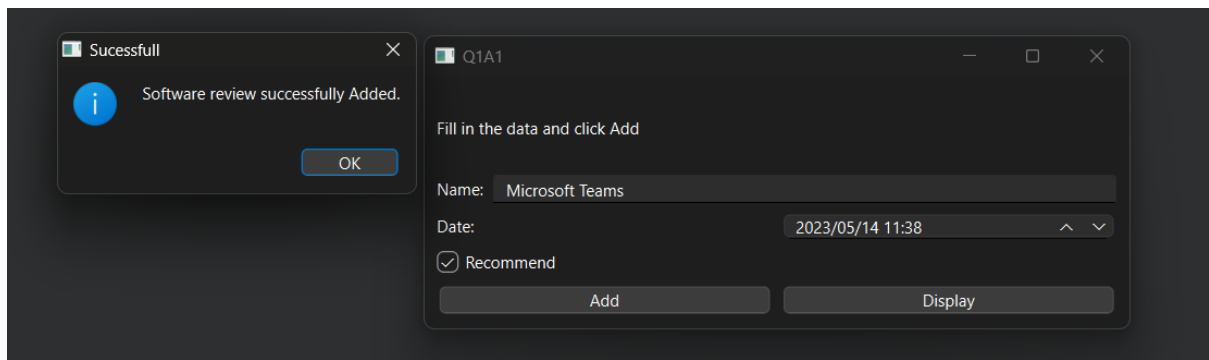 Sucessfull
Software review successfully Added.
OK
Q1A1
Fill in the data and click Add
Name: Microsoft Teams
Date: 2023/05/14 11:38
Recommend
Add Display